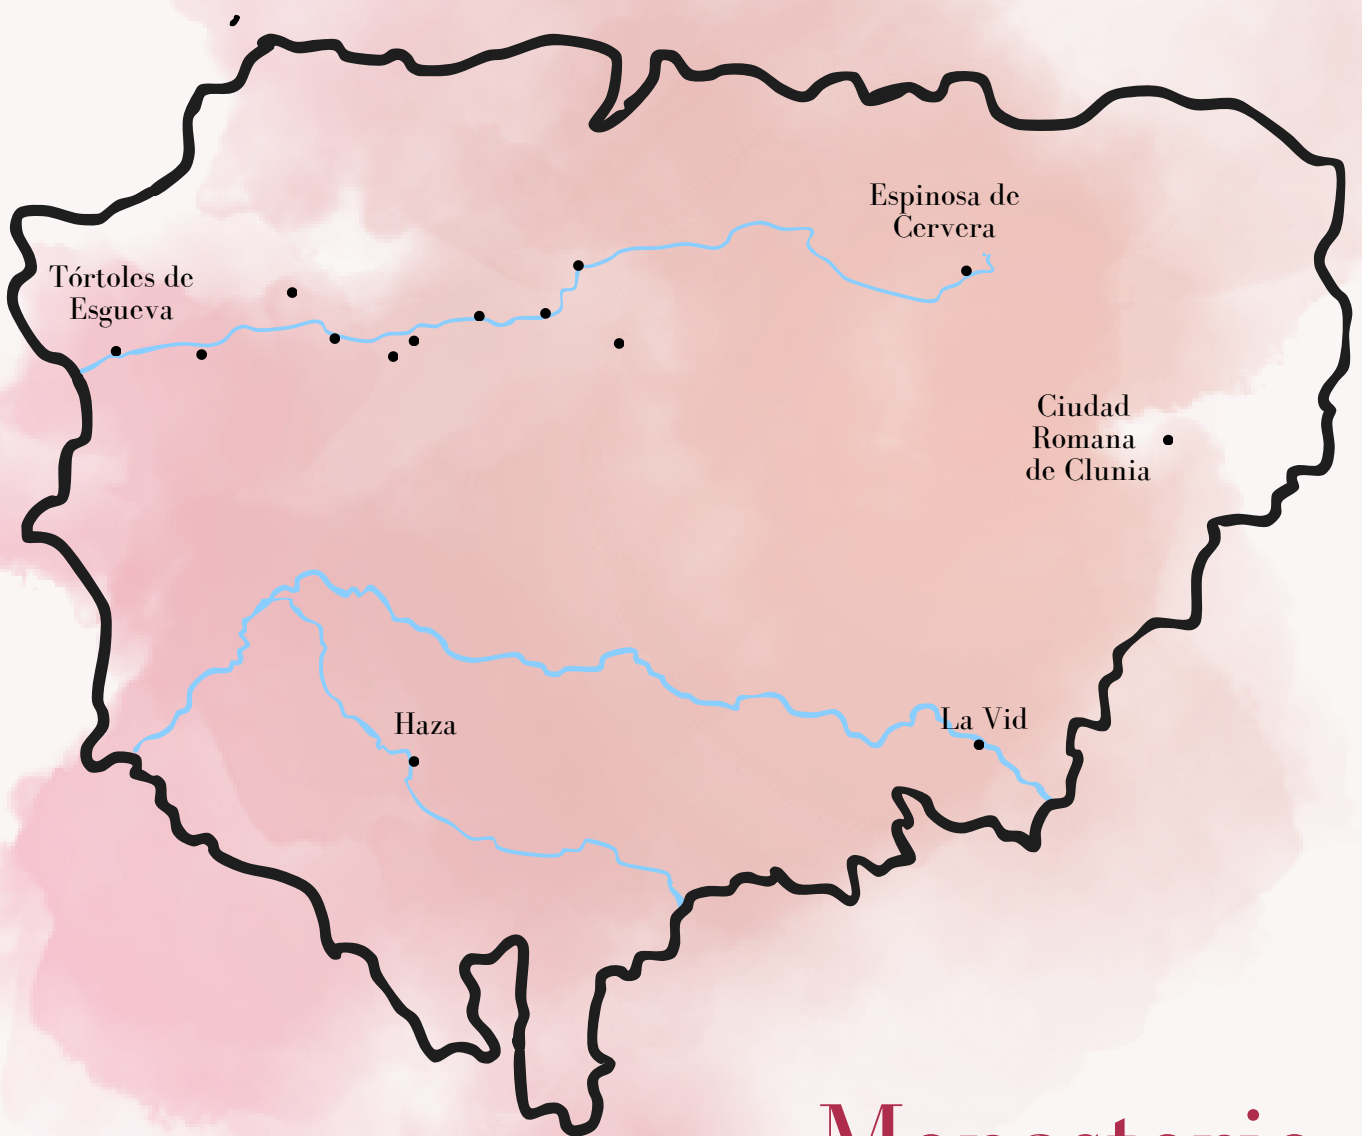 Espinosa de
Cervera
Tórtoles de
Esgueva
Ciudad
Romana
de Clunia
Haza
La Vid